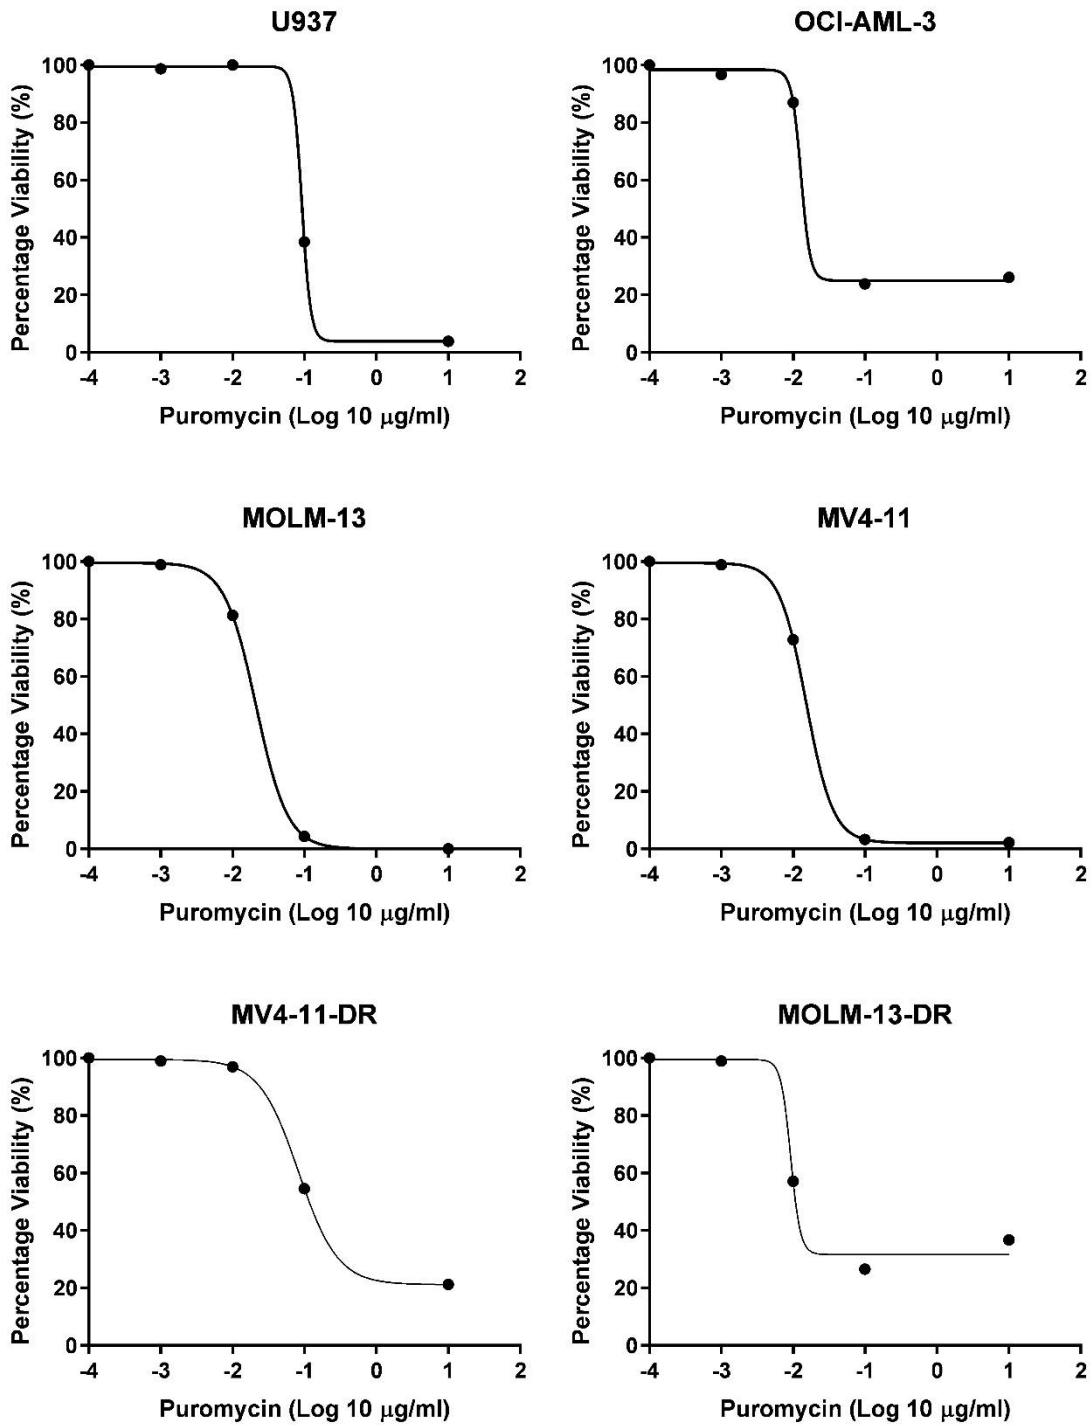 U937
Percentage Viability (%)
100
80
60
40
20
0
-4 -3 -2 -1 0 1 2
Puromycin (Log 10 μg/ml)
OCI-AML-3
Percentage Viability (%)
100
80
60
40
20
0
-4 -3 -2 -1 0 1 2
Puromycin (Log 10 μg/ml)
MOLM-13
Percentage Viability (%)
100
80
60
40
20
0
-4 -3 -2 -1 0 1 2
Puromycin (Log 10 μg/ml)
MV4-11
Percentage Viability (%)
100
80
60
40
20
0
-4 -3 -2 -1 0 1 2
Puromycin (Log 10 μg/ml)
MV4-11-DR
Percentage Viability (%)
100
80
60
40
20
0
-4 -3 -2 -1 0 1 2
Puromycin (Log 10 μg/ml)
MOLM-13-DR
Percentage Viability (%)
100
80
60
40
20
0
-4 -3 -2 -1 0 1 2
Puromycin (Log 10 μg/ml)